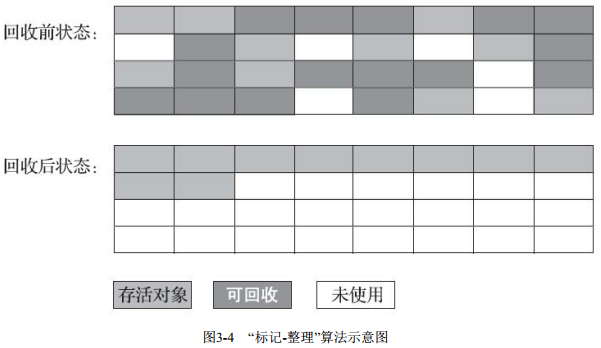 回收前状态：
回收后状态：
存活对象
可回收
未使用
图3-4 “标记-整理”算法示意图